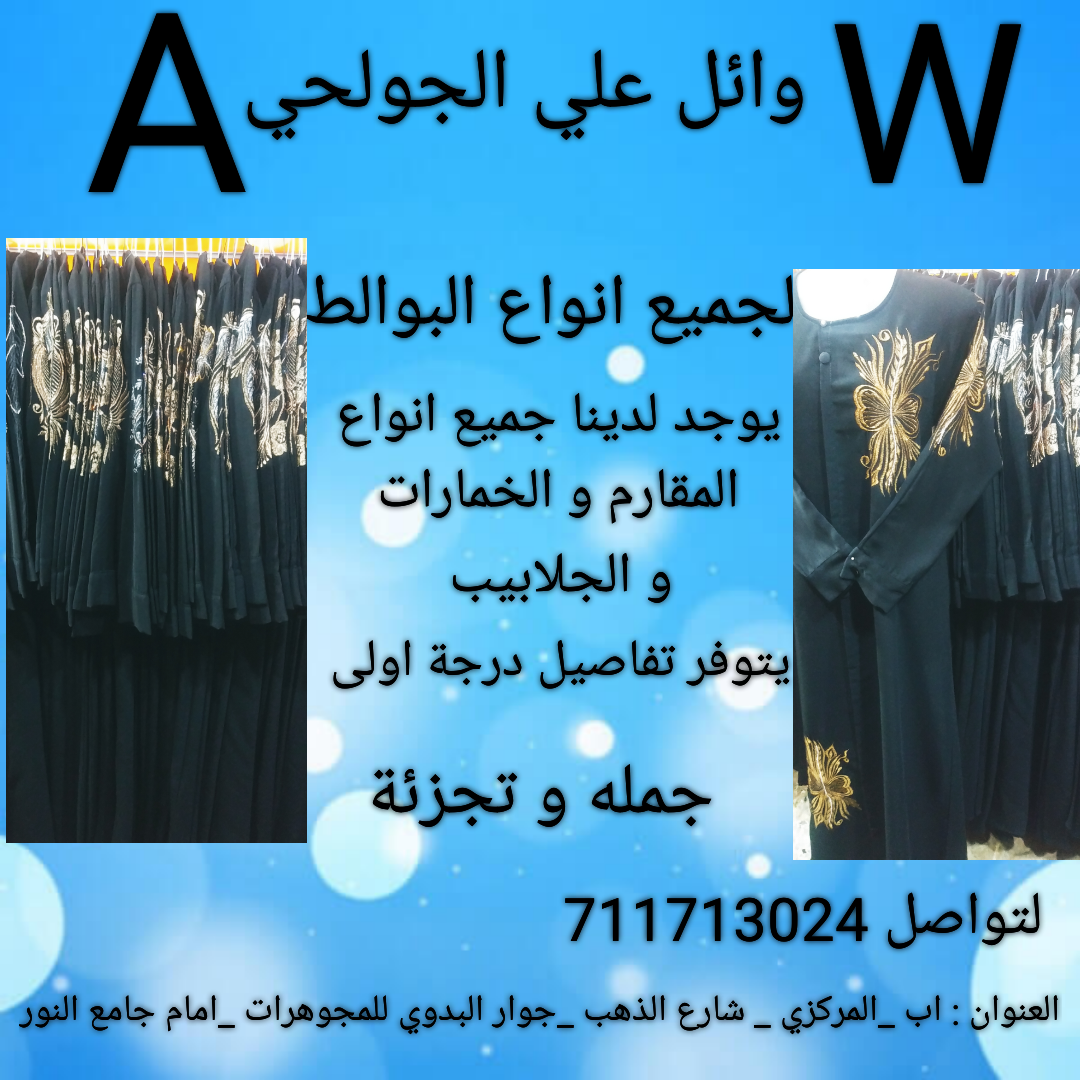 W وائل علي الجولحي A
لجميع انواع البوالط
يوجد لدينا جميع انواع
المقارم و الخمارات
و الجلابيب
يتوفر تفاصيل درجة اولى
جمله و تجزئة
لتواصل 711713024
العنوان : اب _المركزي _ شارع الذهب _جوار البدوي للمجوهرات _امام جامع النور